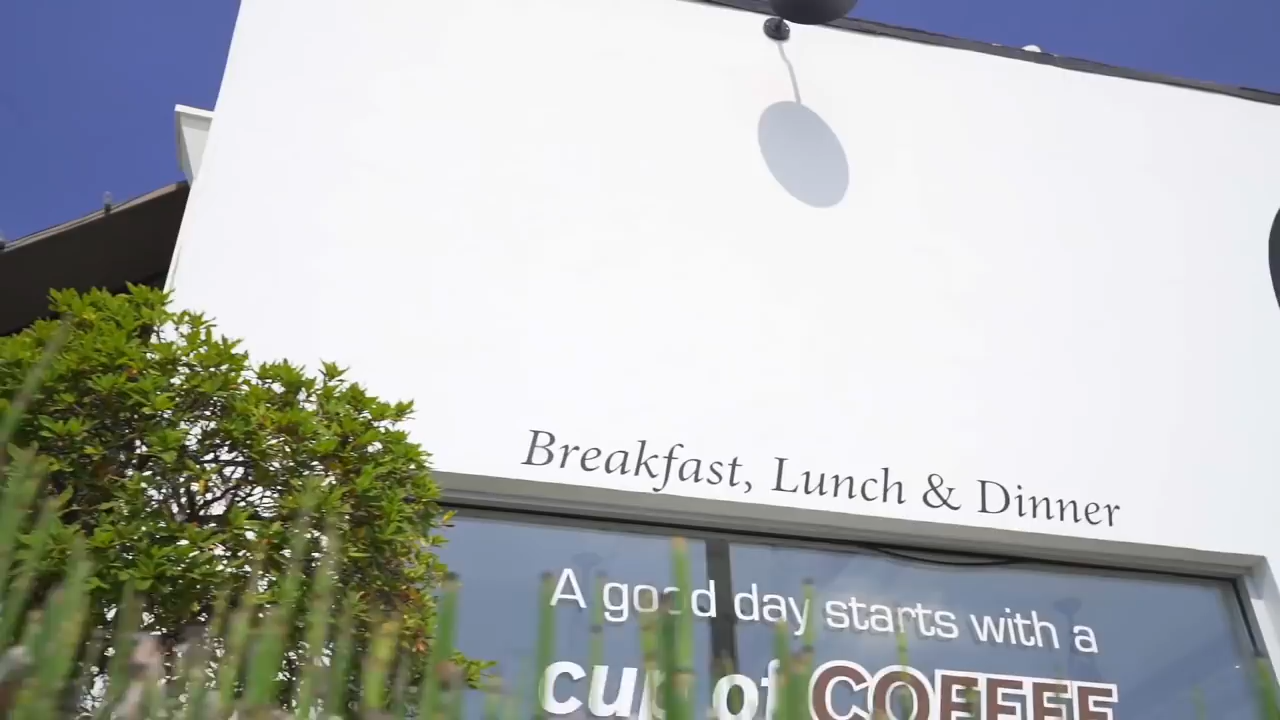 Breakfast, Lunch & Dinner
A good day starts with a
cup of COFFEE